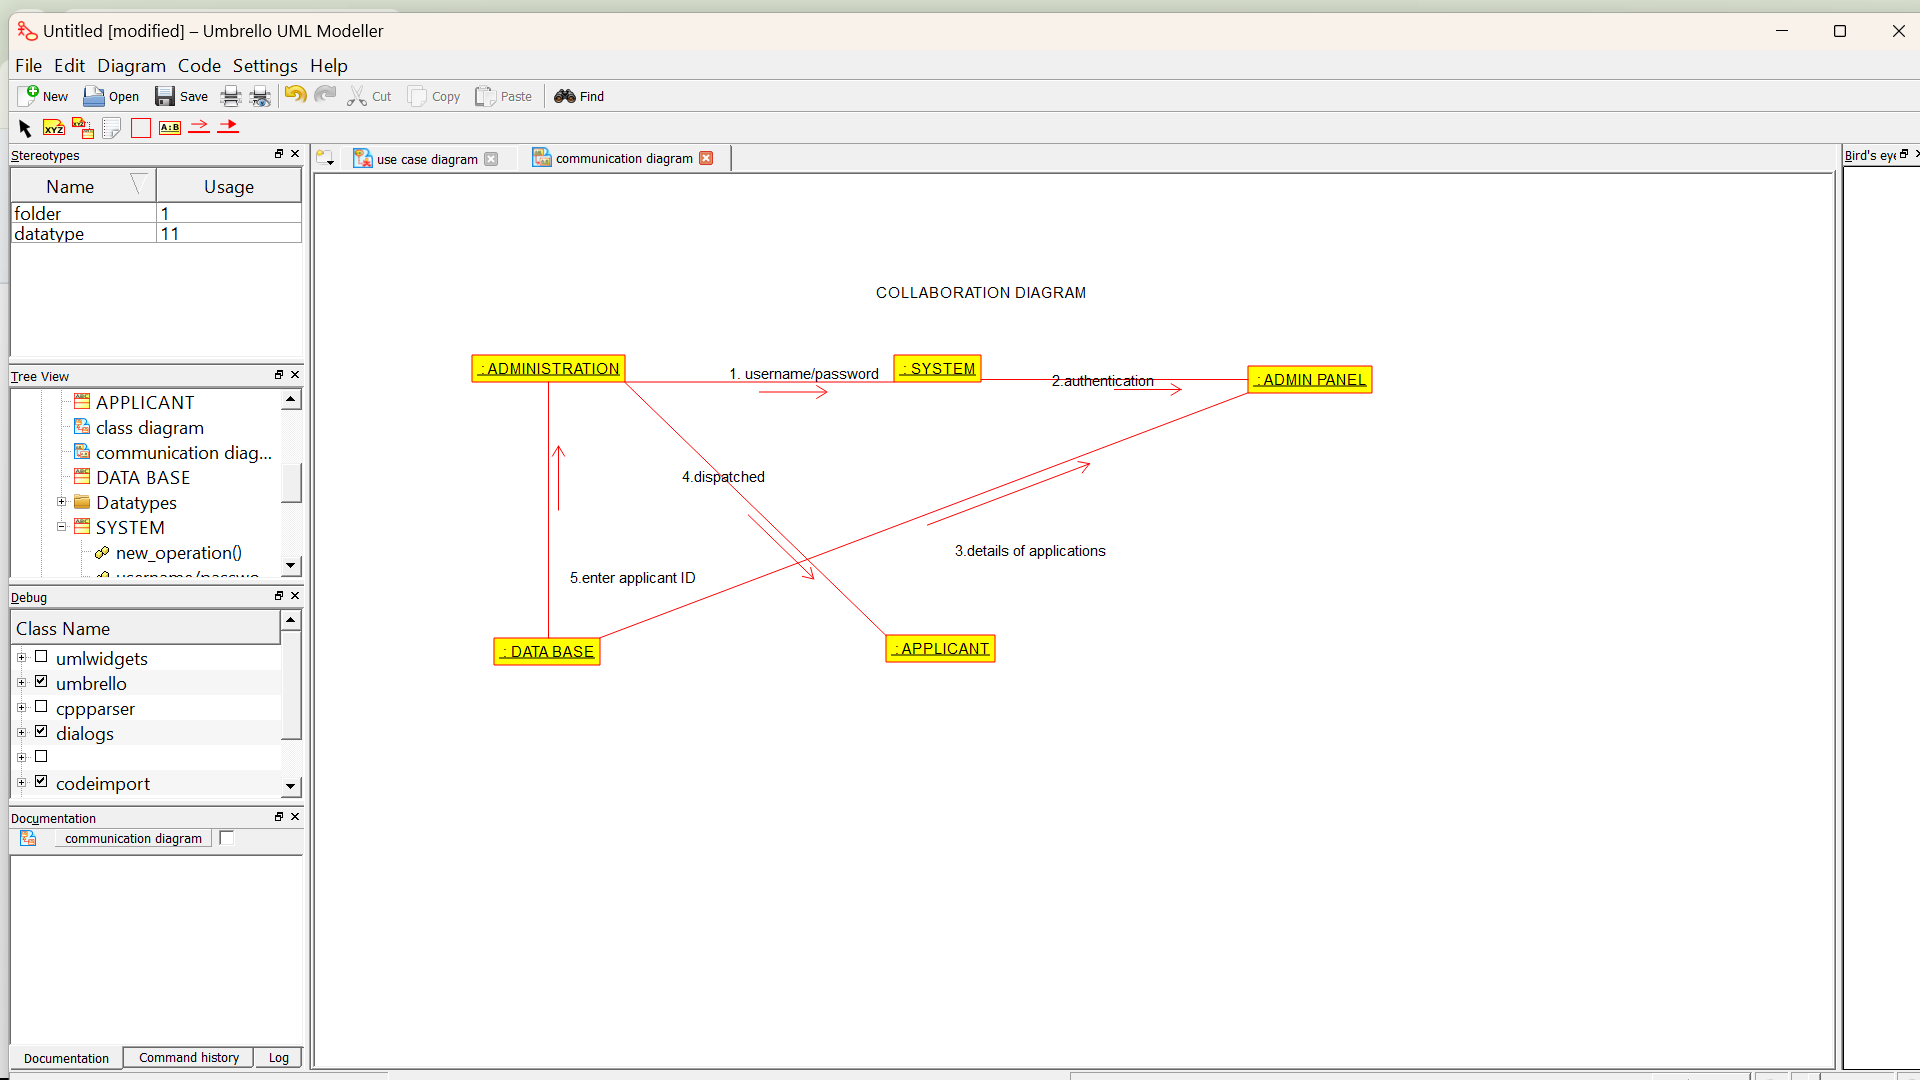 Untitled [modified] – Umbrello UML Modeller
File Edit Diagram Code Settings Help
New Open Save Cut Copy Paste Find
XYZ XYZ A:B
Stereotypes
Name Usage
folder 1
datatype 11
Tree View
APPLICANT
class diagram
communication diag...
DATA BASE
Datatypes
SYSTEM
new_operation()
username/passwo
Debug
Class Name
umlwidgets
umbrello
cppparser
dialogs
codeimport
Documentation
communication diagram
Documentation Command history Log
use case diagram communication diagram
COLLABORATION DIAGRAM
: ADMINISTRATION
1. username/password
: SYSTEM
2.authentication
: ADMIN PANEL
4.dispatched
3.details of applications
5.enter applicant ID
: DATA BASE
: APPLICANT
Bird's eye